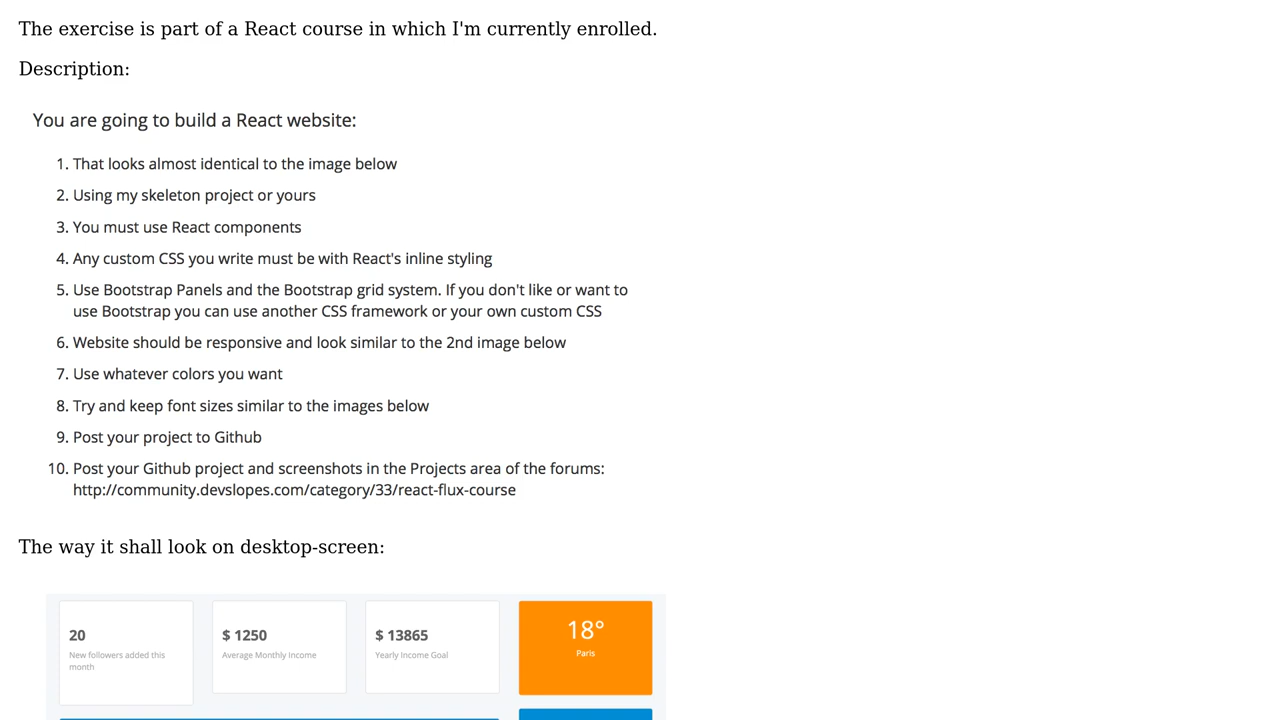 The exercise is part of a React course in which I'm currently enrolled.
Description:
You are going to build a React website:
1. That looks almost identical to the image below
2. Using my skeleton project or yours
3. You must use React components
4. Any custom CSS you write must be with React's inline styling
5. Use Bootstrap Panels and the Bootstrap grid system. If you don't like or want to
use Bootstrap you can use another CSS framework or your own custom CSS
6. Website should be responsive and look similar to the 2nd image below
7. Use whatever colors you want
8. Try and keep font sizes similar to the images below
9. Post your project to Github
10. Post your Github project and screenshots in the Projects area of the forums:
http://community.devslopes.com/category/33/react-flux-course
The way it shall look on desktop-screen:
20
New followers added this
month
$ 1250
Average Monthly Income
$ 13865
Yearly Income Goal
18°
Paris